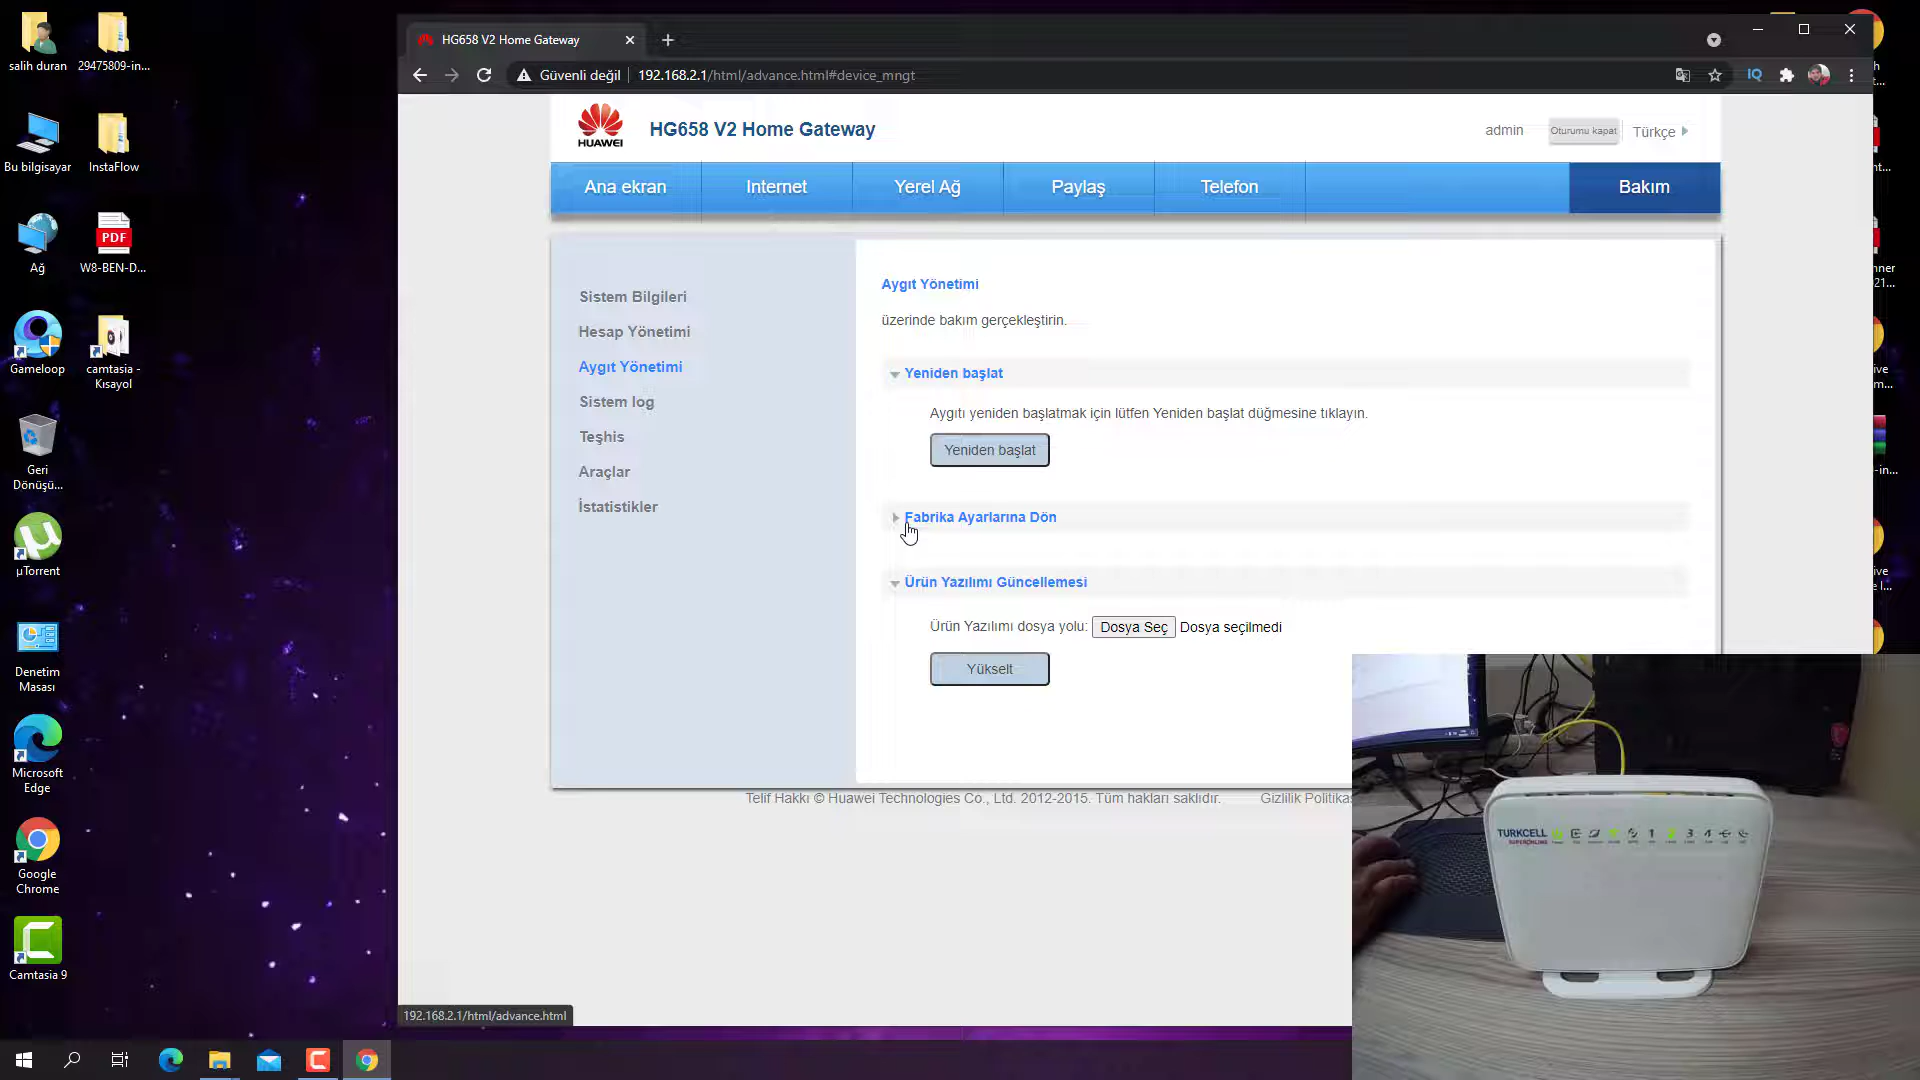 salih duran
29475809-in...
Bu bilgisayar
InstaFlow
Ağ
W8-BEN-D...
PDF
Gameloop
camtasia -
Kısayol
Geri
Dönüşü...
µTorrent
Denetim
Masası
Microsoft
Edge
Google
Chrome
Camtasia 9
HG658 V2 Home Gateway
Güvenli değil
192.168.2.1/html/advance.html#device_mngt
IQ
HUAWEI
HG658 V2 Home Gateway
admin
Oturumu kapat
Türkçe
Ana ekran
Internet
Yerel Ağ
Paylaş
Telefon
Bakım
Sistem Bilgileri
Hesap Yönetimi
Aygıt Yönetimi
Sistem log
Teşhis
Araçlar
İstatistikler
Aygıt Yönetimi
üzerinde bakım gerçekleştirin.
Yeniden başlat
Aygıtı yeniden başlatmak için lütfen Yeniden başlat düğmesine tıklayın.
Yeniden başlat
Fabrika Ayarlarına Dön
Ürün Yazılımı Güncellemesi
Ürün Yazılımı dosya yolu: Dosya Seç Dosya seçilmedi
Yükselt
Telif Hakkı © Huawei Technologies Co., Ltd. 2012-2015. Tüm hakları saklıdır.
Gizlilik Politikas
192.168.2.1/html/advance.html
TURKCELL
SUPERONLINE